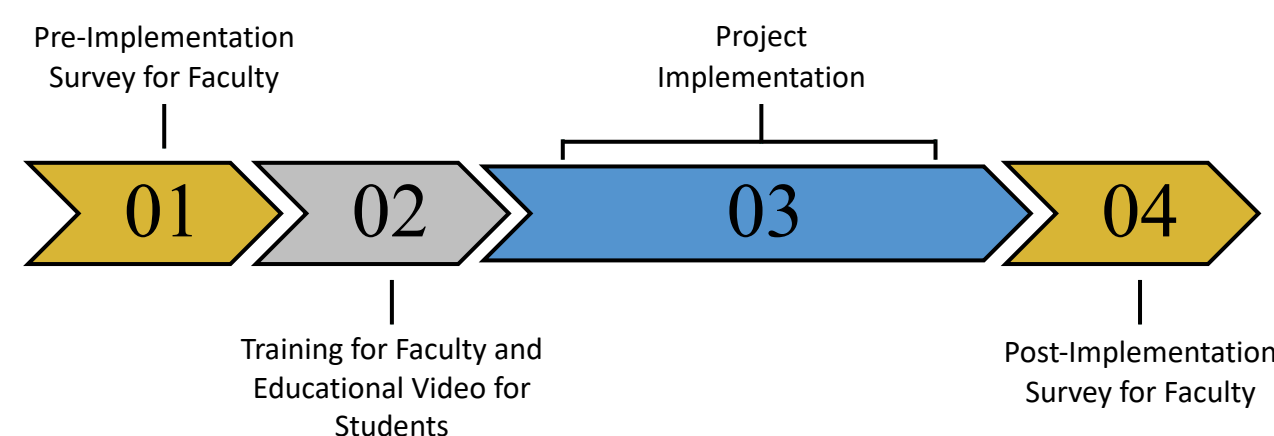 Pre-Implementation
Survey for Faculty
Project
Implementation
01
02
03
04
Training for Faculty and
Educational Video for
Students
Post-Implementation
Survey for Faculty